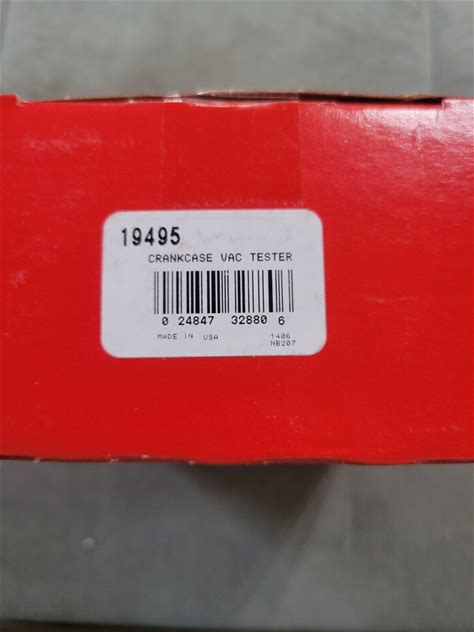 19495
CRANKCASE VAC TESTER
0 24847 32880 6
MADE IN USA 1406
NB207